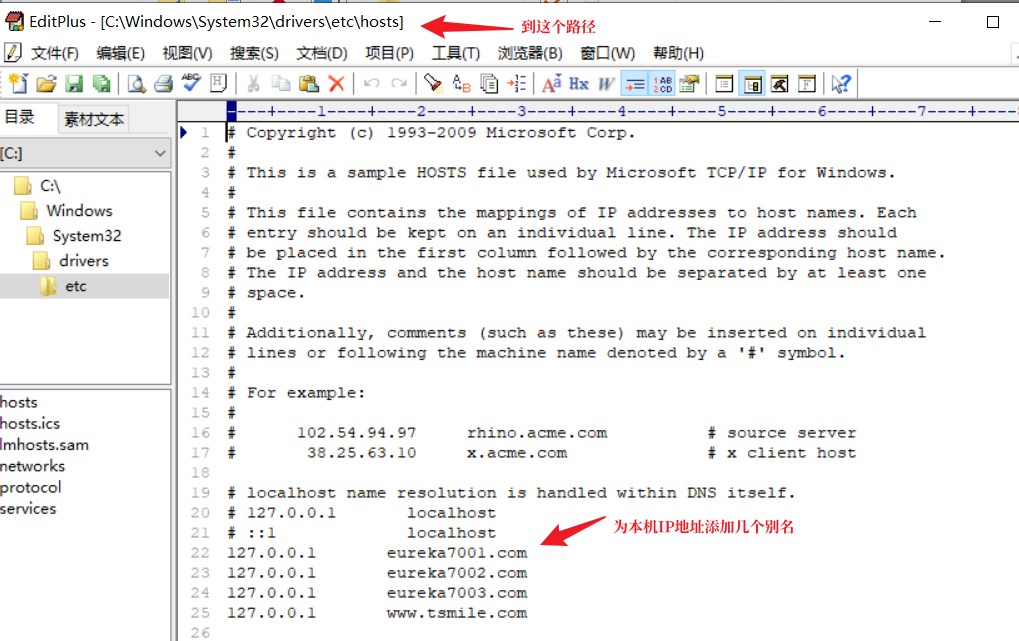 EditPlus - [C:\Windows\System32\drivers\etc\hosts]
到这个路径
文件(F) 编辑(E) 视图(V) 搜索(S) 文档(D) 项目(P) 工具(T) 浏览器(B) 窗口(W) 帮助(H)
目录 素材文本
[C:]
C:\
Windows
System32
drivers
etc
hosts
hosts.ics
lmhosts.sam
networks
protocol
services
----+----1----+----2----+----3----+----4----+----5----+----6----+----7----+----
1 # Copyright (c) 1993-2009 Microsoft Corp.
2 #
3 # This is a sample HOSTS file used by Microsoft TCP/IP for Windows.
4 #
5 # This file contains the mappings of IP addresses to host names. Each
6 # entry should be kept on an individual line. The IP address should
7 # be placed in the first column followed by the corresponding host name.
8 # The IP address and the host name should be separated by at least one
9 # space.
10 #
11 # Additionally, comments (such as these) may be inserted on individual
12 # lines or following the machine name denoted by a '#' symbol.
13 #
14 # For example:
15 #
16 # 102.54.94.97 rhino.acme.com # source server
17 # 38.25.63.10 x.acme.com # x client host
18
19 # localhost name resolution is handled within DNS itself.
20 # 127.0.0.1 localhost
21 # ::1 localhost
为本机IP地址添加几个别名
22 127.0.0.1 eureka7001.com
23 127.0.0.1 eureka7002.com
24 127.0.0.1 eureka7003.com
25 127.0.0.1 www.tsmile.com
26